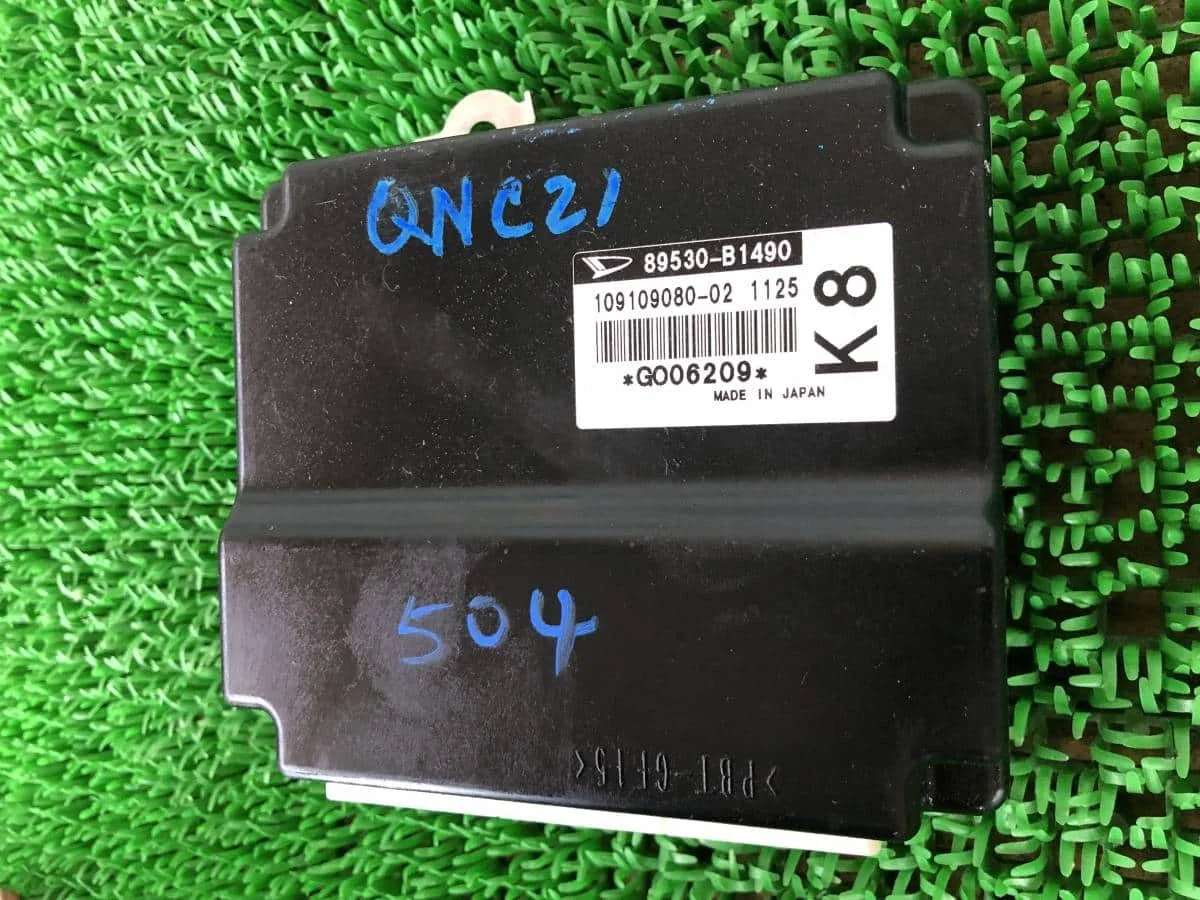 QNC21
89530-B1490
109109080-02 1125
K8
*G006209*
MADE IN JAPAN
504
>PBT-GF15<